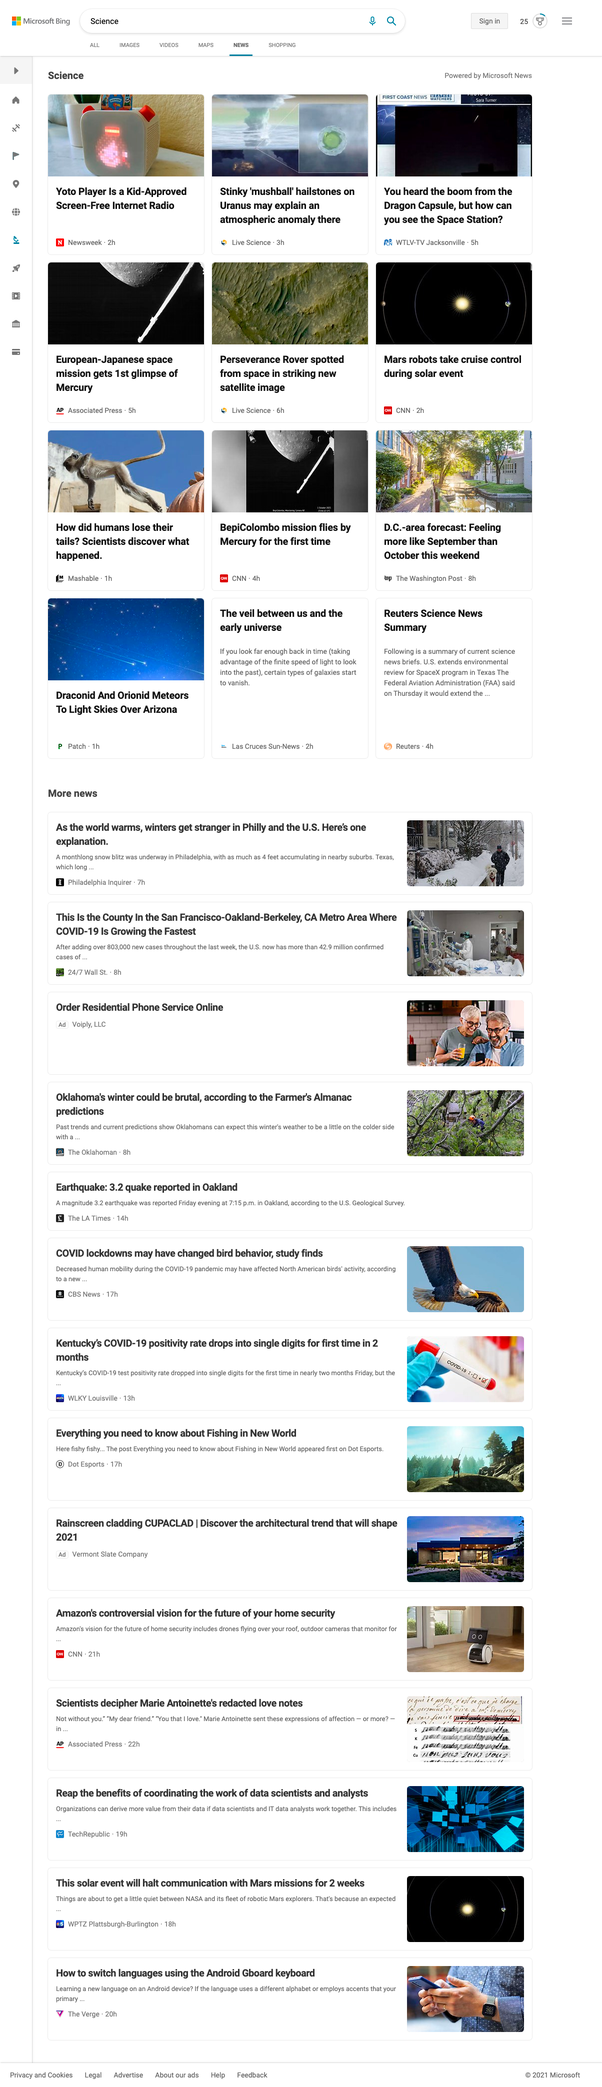 Microsoft Bing
Science
Sign in
25
ALL
IMAGES
VIDEOS
MAPS
NEWS
SHOPPING
Science
Powered by Microsoft News
Yoto Player Is a Kid-Approved
Screen-Free Internet Radio
Newsweek · 2h
Stinky 'mushball' hailstones on
Uranus may explain an
atmospheric anomaly there
Live Science · 3h
FIRST COAST NEWS
Sara Turner
You heard the boom from the
Dragon Capsule, but how can
you see the Space Station?
WTLV-TV Jacksonville · 5h
European-Japanese space
mission gets 1st glimpse of
Mercury
AP Associated Press · 5h
Perseverance Rover spotted
from space in striking new
satellite image
Live Science · 6h
Mars robots take cruise control
during solar event
CNN · 2h
How did humans lose their
tails? Scientists discover what
happened.
Mashable · 1h
BepiColombo mission flies by
Mercury for the first time
CNN · 4h
D.C.-area forecast: Feeling
more like September than
October this weekend
wp The Washington Post · 8h
Draconid And Orionid Meteors
To Light Skies Over Arizona
P Patch · 1h
The veil between us and the
early universe
If you look far enough back in time (taking
advantage of the finite speed of light to look
into the past), certain types of galaxies start
to vanish.
Las Cruces Sun-News · 2h
Reuters Science News
Summary
Following is a summary of current science
news briefs. U.S. extends environmental
review for SpaceX program in Texas The
Federal Aviation Administration (FAA) said
on Thursday it would extend the ...
Reuters · 4h
More news
As the world warms, winters get stranger in Philly and the U.S. Here's one
explanation.
A monthlong snow blitz was underway in Philadelphia, with as much as 4 feet accumulating in nearby suburbs. Texas,
which long ...
Philadelphia Inquirer · 7h
This Is the County In the San Francisco-Oakland-Berkeley, CA Metro Area Where
COVID-19 Is Growing the Fastest
After adding over 803,000 new cases throughout the last week, the U.S. now has more than 42.9 million confirmed
cases of ...
24/7 Wall St. · 8h
Order Residential Phone Service Online
Ad Voiply, LLC
Oklahoma's winter could be brutal, according to the Farmer's Almanac
predictions
Past trends and current predictions show Oklahomans can expect this winter's weather to be a little on the colder side
with a ...
The Oklahoman · 8h
Earthquake: 3.2 quake reported in Oakland
A magnitude 3.2 earthquake was reported Friday evening at 7:15 p.m. in Oakland, according to the U.S. Geological Survey.
The LA Times · 14h
COVID lockdowns may have changed bird behavior, study finds
Decreased human mobility during the COVID-19 pandemic may have affected North American birds' activity, according
to a new ...
CBS News · 17h
Kentucky's COVID-19 positivity rate drops into single digits for first time in 2
months
Kentucky's COVID-19 test positivity rate dropped into single digits for the first time in nearly two months Friday, but the
...
WLKY Louisville · 13h
COVID-19
Everything you need to know about Fishing in New World
Here fishy fishy... The post Everything you need to know about Fishing in New World appeared first on Dot Esports.
Dot Esports · 17h
Rainscreen cladding CUPACLAD | Discover the architectural trend that will shape
2021
Ad Vermont Slate Company
Amazon's controversial vision for the future of your home security
Amazon's vision for the future of home security includes drones flying over your roof, outdoor cameras that monitor for
...
CNN · 21h
Scientists decipher Marie Antoinette's redacted love notes
Not without you." "My dear friend." "You that I love." Marie Antoinette sent these expressions of affection — or more? —
in ...
AP Associated Press · 22h
Reap the benefits of coordinating the work of data scientists and analysts
Organizations can derive more value from their data if data scientists and IT data analysts work together. This includes
...
TechRepublic · 19h
This solar event will halt communication with Mars missions for 2 weeks
Things are about to get a little quiet between NASA and its fleet of robotic Mars explorers. That's because an expected
...
WPTZ Plattsburgh-Burlington · 18h
How to switch languages using the Android Gboard keyboard
Learning a new language on an Android device? If the language uses a different alphabet or employs accents that your
primary ...
The Verge · 20h
Privacy and Cookies
Legal
Advertise
About our ads
Help
Feedback
© 2021 Microsoft